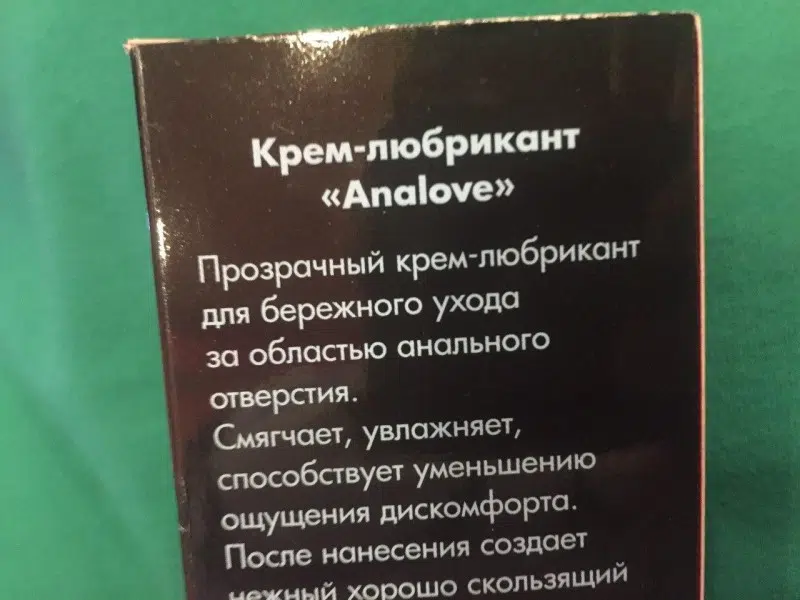 Крем-любрикант
«Analove»
Прозрачный крем-любрикант
для бережного ухода
за областью анального
отверстия.
Смягчает, увлажняет,
способствует уменьшению
ощущения дискомфорта.
После нанесения создает
нежный хорошо скользящий